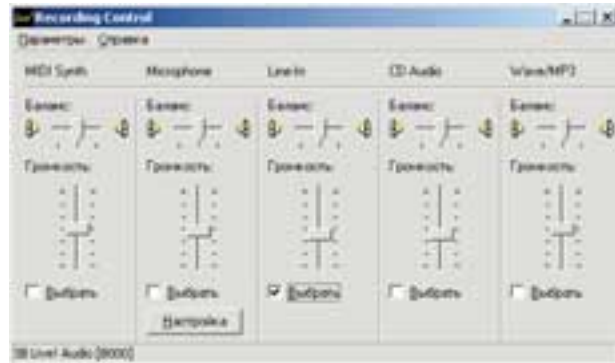 Recording Control
Параметры Справка
MIDI Synth Microphone Line-In CD Audio Wave/MP3
Баланс: Баланс: Баланс: Баланс: Баланс:
Громкость: Громкость: Громкость: Громкость: Громкость:
Выбрать Выбрать Выбрать Выбрать Выбрать
Настройка
SB Live! Audio [B000]